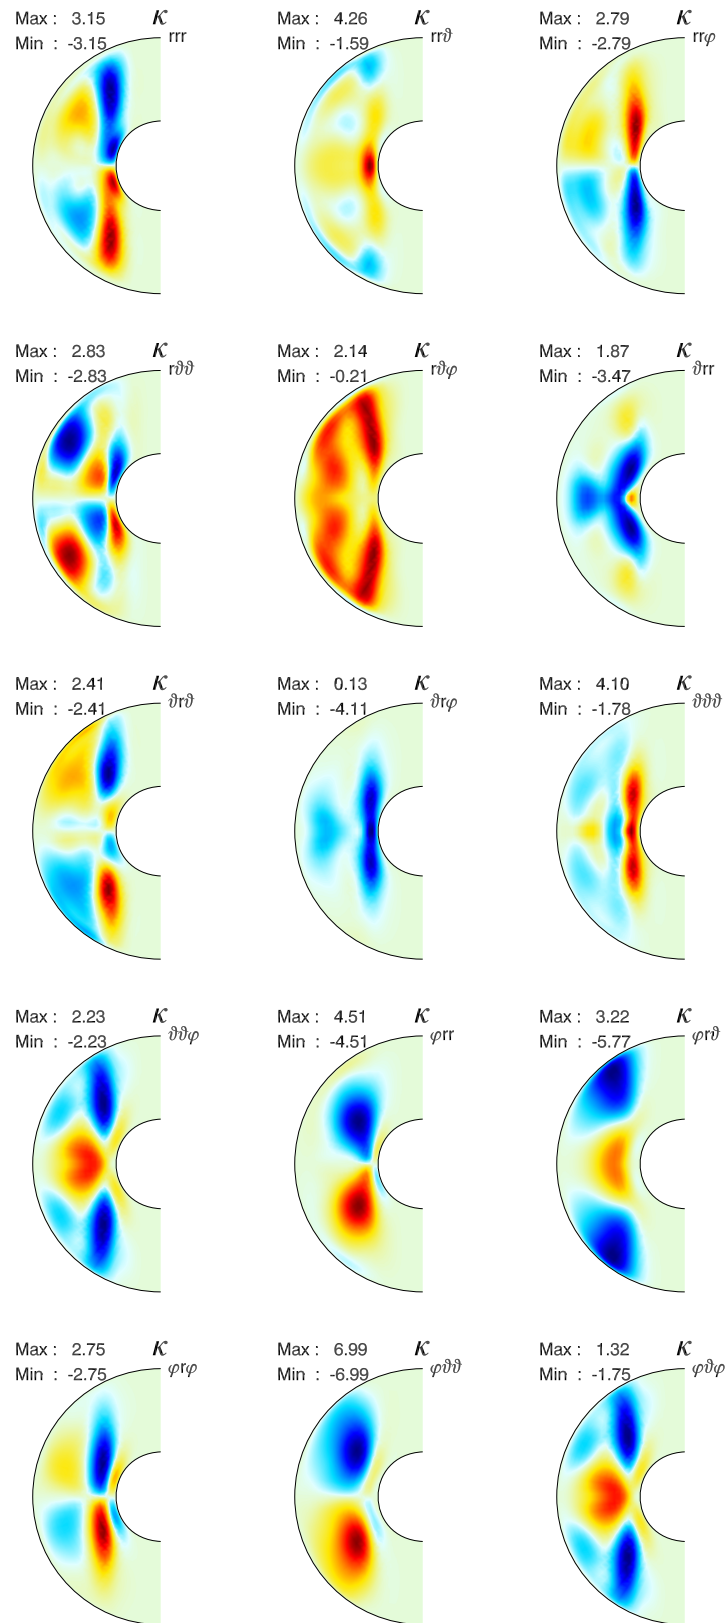 Max : 3.15 κ
Min : -3.15 rrr
Max : 4.26 κ
Min : -1.59 rrϑ
Max : 2.79 κ
Min : -2.79 rrφ
Max : 2.83 κ
Min : -2.83 rϑϑ
Max : 2.14 κ
Min : -0.21 rϑφ
Max : 1.87 κ
Min : -3.47 ϑrr
Max : 2.41 κ
Min : -2.41 ϑrϑ
Max : 0.13 κ
Min : -4.11 ϑrφ
Max : 4.10 κ
Min : -1.78 ϑϑϑ
Max : 2.23 κ
Min : -2.23 ϑϑφ
Max : 4.51 κ
Min : -4.51 φrr
Max : 3.22 κ
Min : -5.77 φrϑ
Max : 2.75 κ
Min : -2.75 φrφ
Max : 6.99 κ
Min : -6.99 φϑϑ
Max : 1.32 κ
Min : -1.75 φϑφ